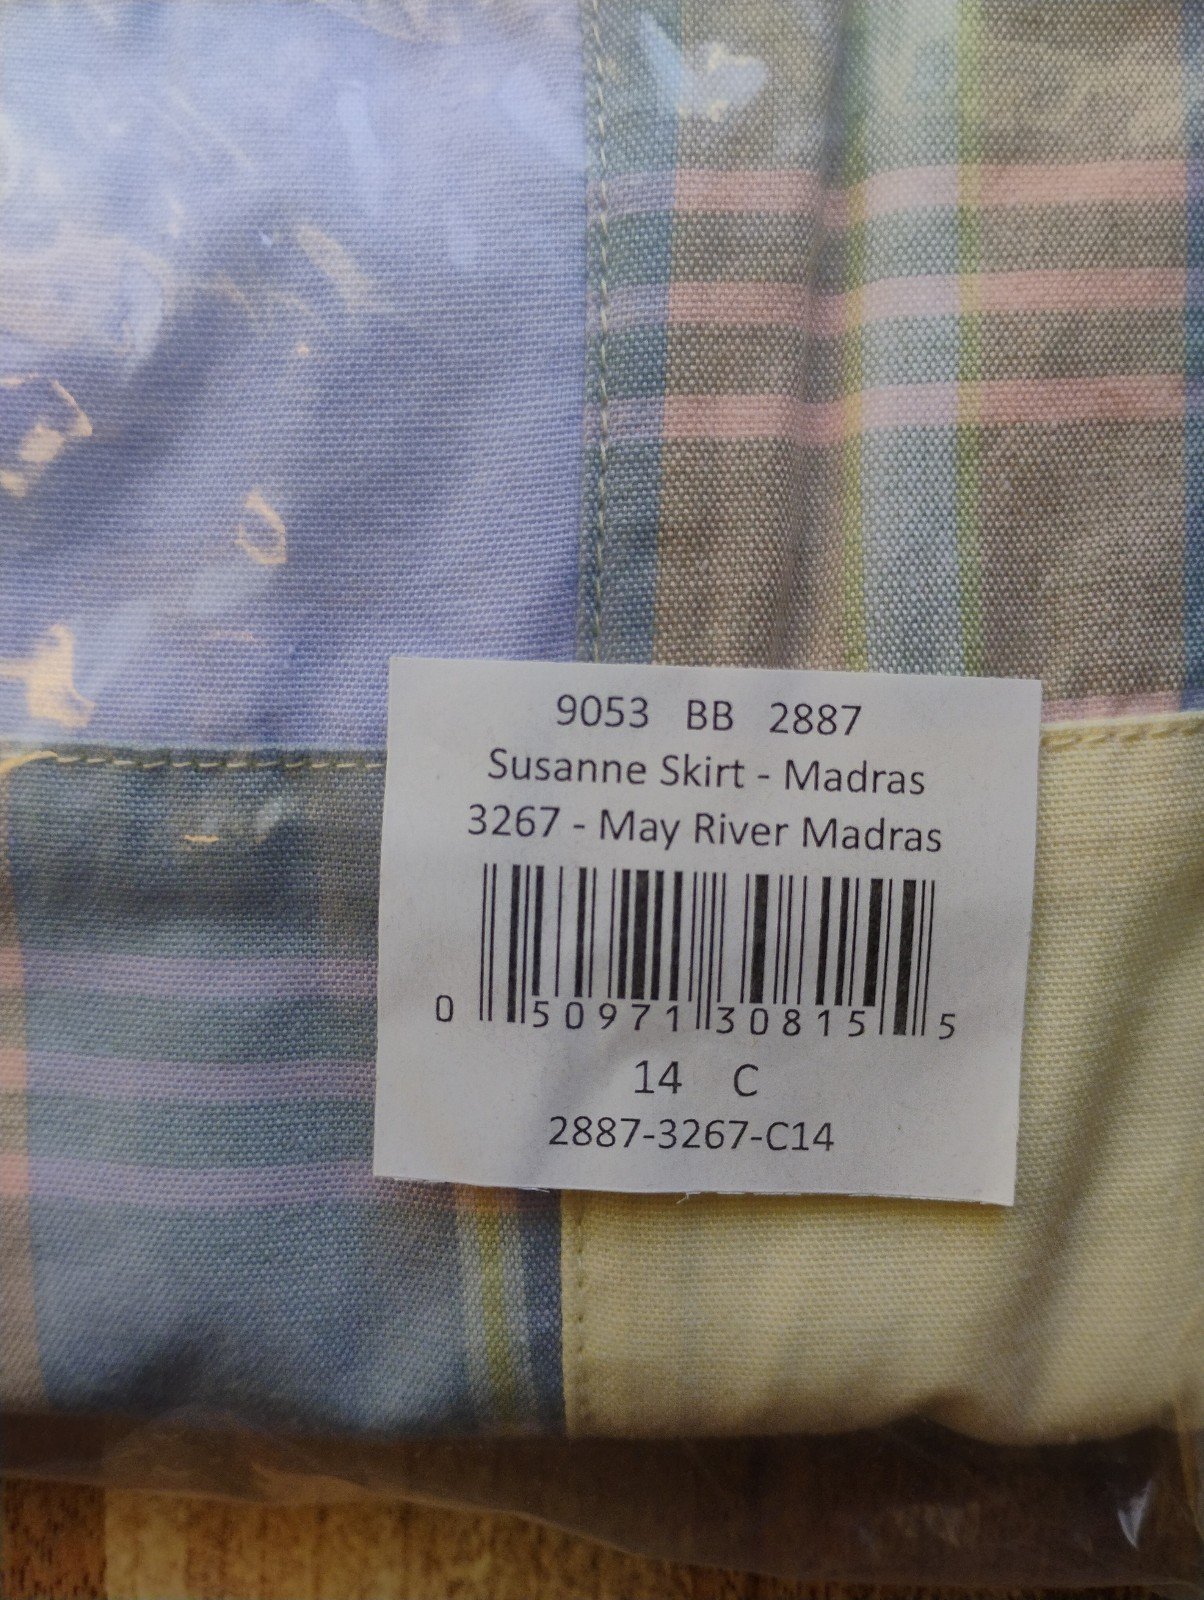 9053 BB 2887
Susanne Skirt - Madras
3267 - May River Madras
0 50971 30815 5
14 C
2887-3267-C14